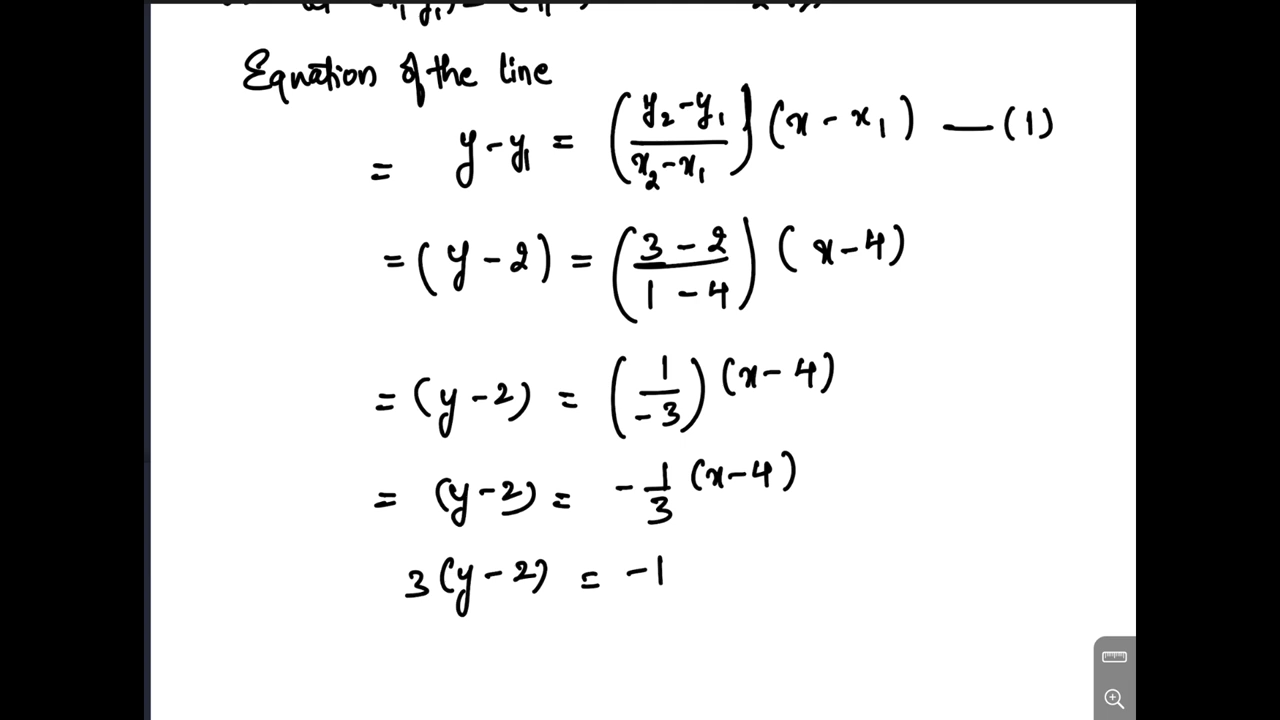 Equation of the line
= y - y₁ = ( y₂ - y₁ / x₂ - x₁ ) ( x - x₁ ) — (1)
= ( y - 2 ) = ( 3 - 2 / 1 - 4 ) ( x - 4 )
= ( y - 2 ) = ( 1 / -3 ) ( x - 4 )
= ( y - 2 ) = - 1/3 ( x - 4 )
3 ( y - 2 ) = - 1